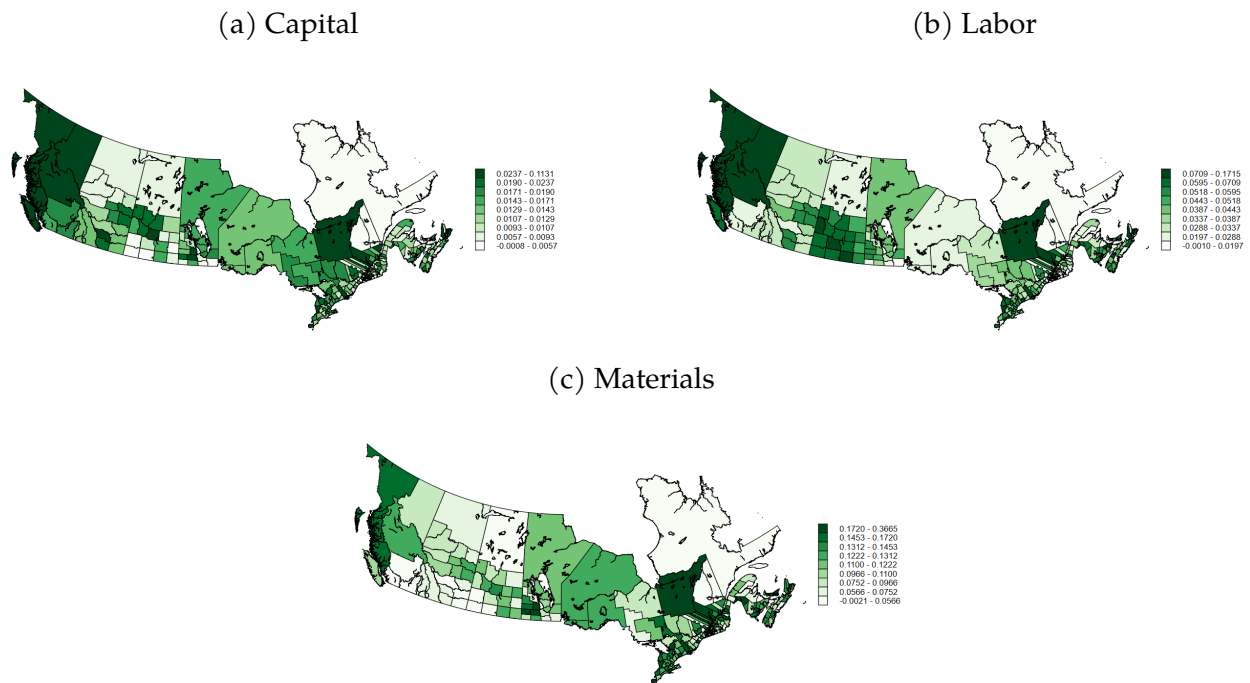 (a) Capital
(b) Labor
0.0237 - 0.1131
0.0190 - 0.0237
0.0171 - 0.0190
0.0143 - 0.0171
0.0129 - 0.0143
0.0107 - 0.0129
0.0093 - 0.0107
0.0057 - 0.0093
-0.0008 - 0.0057
0.0709 - 0.1715
0.0595 - 0.0709
0.0518 - 0.0595
0.0443 - 0.0518
0.0387 - 0.0443
0.0337 - 0.0387
0.0288 - 0.0337
0.0197 - 0.0288
-0.0010 - 0.0197
(c) Materials
0.1720 - 0.3665
0.1453 - 0.1720
0.1312 - 0.1453
0.1222 - 0.1312
0.1100 - 0.1222
0.0966 - 0.1100
0.0752 - 0.0966
0.0566 - 0.0752
-0.0021 - 0.0566